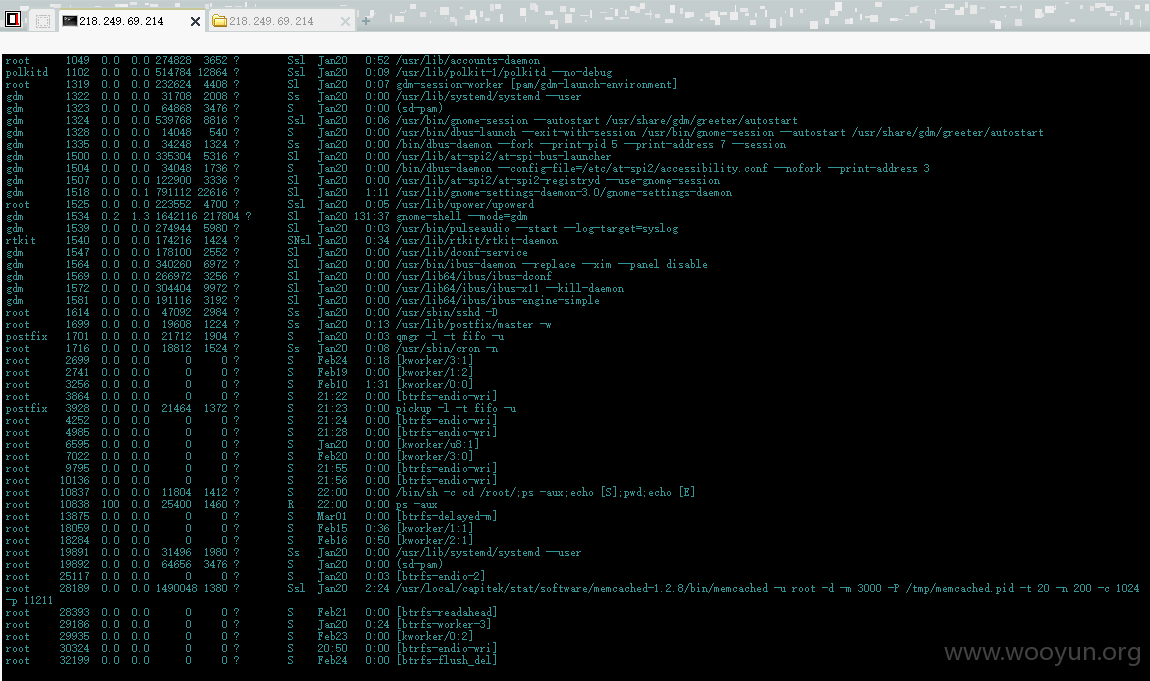 218.249.69.214 218.249.69.214
root 1049 0.0 0.0 274828 3652 ? Ssl Jan20 0:52 /usr/lib/accounts-daemon
polkitd 1102 0.0 0.0 514784 12864 ? Ssl Jan20 0:09 /usr/lib/polkit-1/polkitd --no-debug
root 1319 0.0 0.0 232624 4408 ? Sl Jan20 0:07 gdm-session-worker [pam/gdm-launch-environment]
gdm 1322 0.0 0.0 31708 2008 ? Ss Jan20 0:00 /usr/lib/systemd/systemd --user
gdm 1323 0.0 0.0 64868 3476 ? S Jan20 0:00 (sd-pam)
gdm 1324 0.0 0.0 539768 8816 ? Ssl Jan20 0:06 /usr/bin/gnome-session --autostart /usr/share/gdm/greeter/autostart
gdm 1328 0.0 0.0 14048 540 ? S Jan20 0:00 /usr/bin/dbus-launch --exit-with-session /usr/bin/gnome-session --autostart /usr/share/gdm/greeter/autostart
gdm 1335 0.0 0.0 34248 1324 ? Ss Jan20 0:00 /bin/dbus-daemon --fork --print-pid 5 --print-address 7 --session
gdm 1500 0.0 0.0 335304 5316 ? Sl Jan20 0:00 /usr/lib/at-spi2/at-spi-bus-launcher
gdm 1504 0.0 0.0 34048 1736 ? S Jan20 0:00 /bin/dbus-daemon --config-file=/etc/at-spi2/accessibility.conf --nofork --print-address 3
gdm 1507 0.0 0.0 122900 3336 ? Sl Jan20 0:00 /usr/lib/at-spi2/at-spi2-registryd --use-gnome-session
gdm 1518 0.0 0.1 791112 22616 ? Sl Jan20 1:11 /usr/lib/gnome-settings-daemon-3.0/gnome-settings-daemon
root 1525 0.0 0.0 223552 4700 ? Ssl Jan20 0:05 /usr/lib/upower/upowerd
gdm 1534 0.2 1.3 1642116 217804 ? Sl Jan20 131:37 gnome-shell --mode=gdm
gdm 1539 0.0 0.0 274944 5980 ? Sl Jan20 0:03 /usr/bin/pulseaudio --start --log-target=syslog
rtkit 1540 0.0 0.0 174216 1424 ? SNsl Jan20 0:34 /usr/lib/rtkit/rtkit-daemon
gdm 1547 0.0 0.0 178100 2552 ? Sl Jan20 0:00 /usr/lib/dconf-service
gdm 1564 0.0 0.0 340260 6972 ? Sl Jan20 0:00 /usr/bin/ibus-daemon --replace --xim --panel disable
gdm 1569 0.0 0.0 266972 3256 ? Sl Jan20 0:00 /usr/lib64/ibus/ibus-dconf
gdm 1572 0.0 0.0 304404 9972 ? Sl Jan20 0:00 /usr/lib64/ibus/ibus-x11 --kill-daemon
gdm 1581 0.0 0.0 191116 3192 ? Sl Jan20 0:00 /usr/lib64/ibus/ibus-engine-simple
root 1614 0.0 0.0 47092 2984 ? Ss Jan20 0:00 /usr/sbin/sshd -D
root 1699 0.0 0.0 19608 1224 ? Ss Jan20 0:13 /usr/lib/postfix/master -w
postfix 1701 0.0 0.0 21712 1904 ? S Jan20 0:03 qmgr -l -t fifo -u
root 1716 0.0 0.0 18812 1524 ? Ss Jan20 0:08 /usr/sbin/cron -n
root 2699 0.0 0.0 0 0 ? S Feb24 0:18 [kworker/3:1]
root 2741 0.0 0.0 0 0 ? S Feb19 0:00 [kworker/1:2]
root 3256 0.0 0.0 0 0 ? S Feb10 1:31 [kworker/0:0]
root 3864 0.0 0.0 0 0 ? S 21:22 0:00 [btrfs-endio-wri]
postfix 3928 0.0 0.0 21464 1372 ? S 21:23 0:00 pickup -l -t fifo -u
root 4252 0.0 0.0 0 0 ? S 21:24 0:00 [btrfs-endio-wri]
root 4985 0.0 0.0 0 0 ? S 21:28 0:00 [btrfs-endio-wri]
root 6595 0.0 0.0 0 0 ? S Jan20 0:00 [kworker/u8:1]
root 7022 0.0 0.0 0 0 ? S Feb20 0:00 [kworker/3:0]
root 9795 0.0 0.0 0 0 ? S 21:55 0:00 [btrfs-endio-wri]
root 10136 0.0 0.0 0 0 ? S 21:56 0:00 [btrfs-endio-wri]
root 10837 0.0 0.0 11804 1412 ? S 22:00 0:00 /bin/sh -c cd /root/;ps -aux;echo [S];pwd;echo [E]
root 10838 100 0.0 25400 1460 ? R 22:00 0:00 ps -aux
root 13875 0.0 0.0 0 0 ? S Mar01 0:00 [btrfs-delayed-m]
root 18059 0.0 0.0 0 0 ? S Feb15 0:36 [kworker/1:1]
root 18284 0.0 0.0 0 0 ? S Feb16 0:50 [kworker/2:1]
root 19891 0.0 0.0 31496 1980 ? Ss Jan20 0:00 /usr/lib/systemd/systemd --user
root 19892 0.0 0.0 64656 3476 ? S Jan20 0:00 (sd-pam)
root 25117 0.0 0.0 0 0 ? S Jan20 0:03 [btrfs-endio-2]
root 28189 0.0 0.0 1490048 1380 ? Ssl Jan20 2:24 /usr/local/capitek/stat/software/memcached-1.2.8/bin/memcached -u root -d -m 3000 -P /tmp/memcached.pid -t 20 -n 200 -c 1024
-p 11211
root 28393 0.0 0.0 0 0 ? S Feb21 0:00 [btrfs-readahead]
root 29186 0.0 0.0 0 0 ? S Jan20 0:24 [btrfs-worker-3]
root 29935 0.0 0.0 0 0 ? S Feb23 0:00 [kworker/0:2]
root 30324 0.0 0.0 0 0 ? S 20:50 0:00 [btrfs-endio-wri]
root 32199 0.0 0.0 0 0 ? S Feb24 0:00 [btrfs-flush_del]
www.wooyun.org